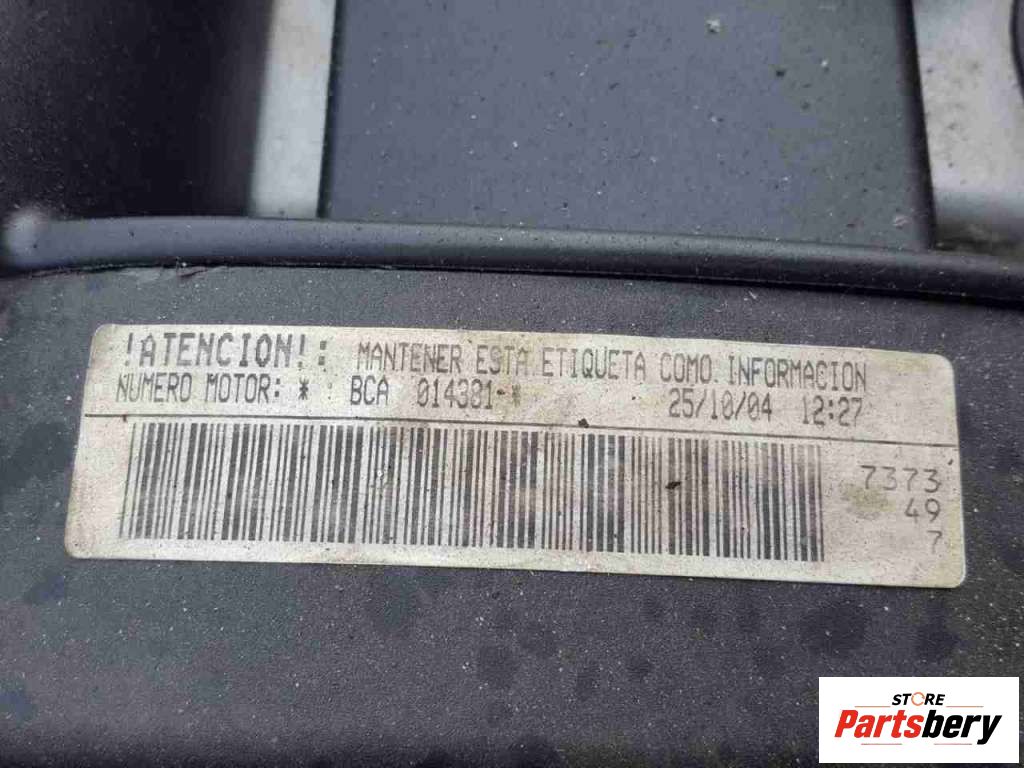 !ATENCION!: MANTENER ESTA ETIQUETA COMO INFORMACION
NUMERO MOTOR: * BCA 014381-* 25/10/04 12:27
7373
49
7
STORE
Partsbery